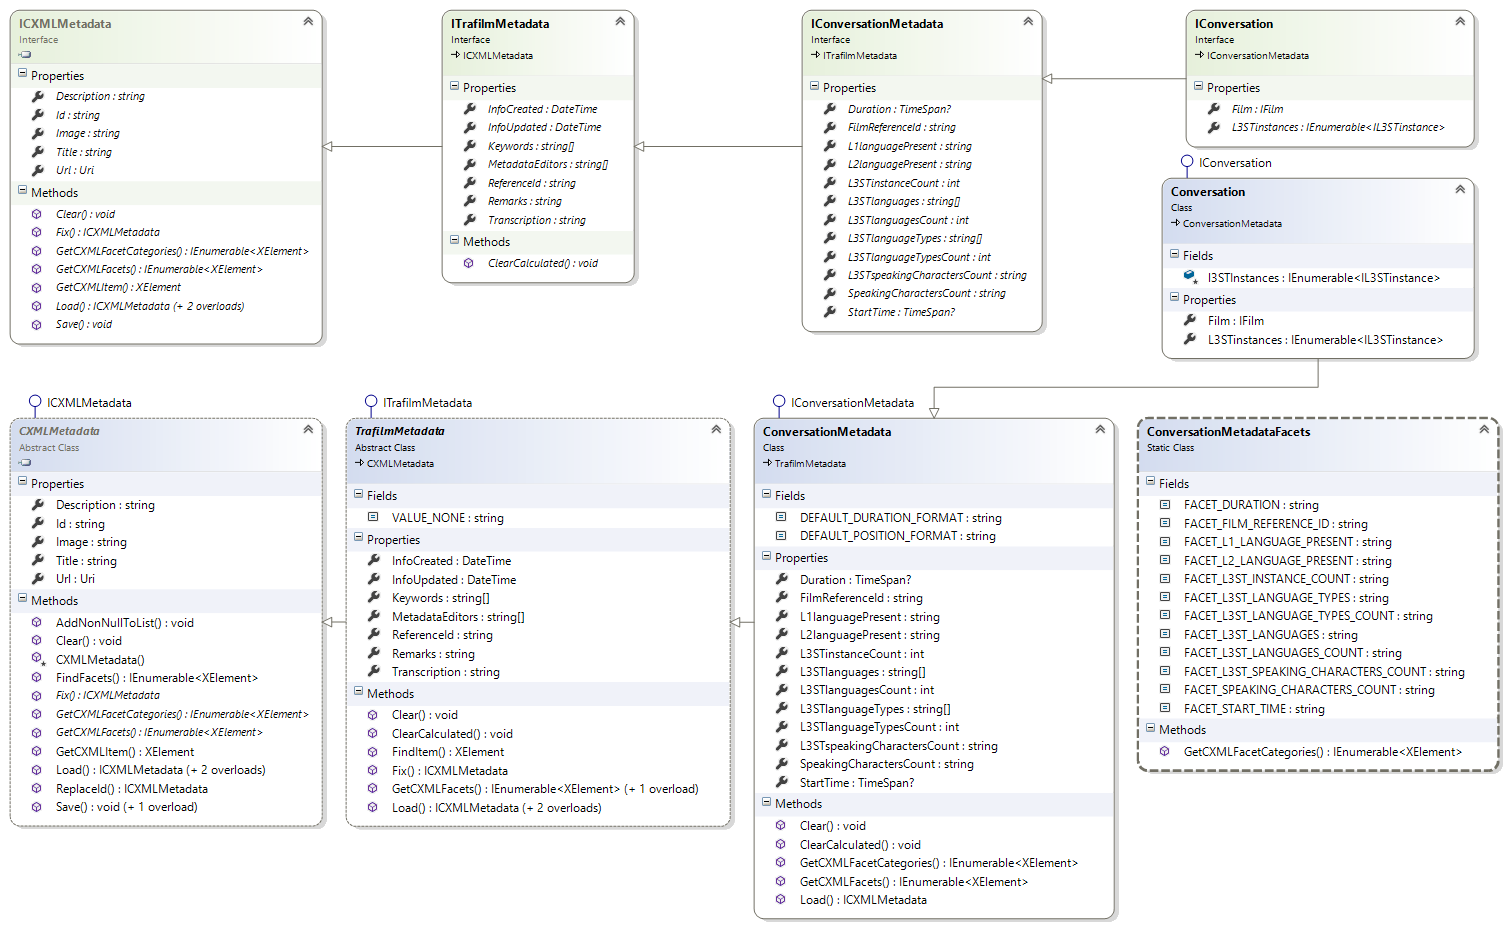 ICXMLMetadata
Interface
Properties
Description : string
Id : string
Image : string
Title : string
Url : Uri
Methods
Clear() : void
Fix() : ICXMLMetadata
GetCXMLFacetCategories() : IEnumerable<XElement>
GetCXMLFacets() : IEnumerable<XElement>
GetCXMLItem() : XElement
Load() : ICXMLMetadata (+ 2 overloads)
Save() : void
ITrafilmMetadata
Interface
ICXMLMetadata
Properties
InfoCreated : DateTime
InfoUpdated : DateTime
Keywords : string[]
MetadataEditors : string[]
ReferenceId : string
Remarks : string
Transcription : string
Methods
ClearCalculated() : void
IConversationMetadata
Interface
ITrafilmMetadata
Properties
Duration : TimeSpan?
FilmReferenceId : string
L1languagePresent : string
L2languagePresent : string
L3STinstanceCount : int
L3STlanguages : string[]
L3STlanguagesCount : int
L3STlanguageTypes : string[]
L3STlanguageTypesCount : int
L3STspeakingCharactersCount : string
SpeakingCharactersCount : string
StartTime : TimeSpan?
IConversation
Interface
IConversationMetadata
Properties
Film : IFilm
L3STinstances : IEnumerable<IL3STinstance>
IConversation
Conversation
Class
ConversationMetadata
Fields
l3STInstances : IEnumerable<IL3STinstance>
Properties
Film : IFilm
L3STinstances : IEnumerable<IL3STinstance>
ICXMLMetadata
CXMLMetadata
Abstract Class
Properties
Description : string
Id : string
Image : string
Title : string
Url : Uri
Methods
AddNonNullToList() : void
Clear() : void
CXMLMetadata()
FindFacets() : IEnumerable<XElement>
Fix() : ICXMLMetadata
GetCXMLFacetCategories() : IEnumerable<XElement>
GetCXMLFacets() : IEnumerable<XElement>
GetCXMLItem() : XElement
Load() : ICXMLMetadata (+ 2 overloads)
ReplaceId() : ICXMLMetadata
Save() : void (+ 1 overload)
ITrafilmMetadata
TrafilmMetadata
Abstract Class
CXMLMetadata
Fields
VALUE_NONE : string
Properties
InfoCreated : DateTime
InfoUpdated : DateTime
Keywords : string[]
MetadataEditors : string[]
ReferenceId : string
Remarks : string
Transcription : string
Methods
Clear() : void
ClearCalculated() : void
FindItem() : XElement
Fix() : ICXMLMetadata
GetCXMLFacets() : IEnumerable<XElement> (+ 1 overload)
Load() : ICXMLMetadata (+ 2 overloads)
IConversationMetadata
ConversationMetadata
Class
TrafilmMetadata
Fields
DEFAULT_DURATION_FORMAT : string
DEFAULT_POSITION_FORMAT : string
Properties
Duration : TimeSpan?
FilmReferenceId : string
L1languagePresent : string
L2languagePresent : string
L3STinstanceCount : int
L3STlanguages : string[]
L3STlanguagesCount : int
L3STlanguageTypes : string[]
L3STlanguageTypesCount : int
L3STspeakingCharactersCount : string
SpeakingCharactersCount : string
StartTime : TimeSpan?
Methods
Clear() : void
ClearCalculated() : void
GetCXMLFacetCategories() : IEnumerable<XElement>
GetCXMLFacets() : IEnumerable<XElement>
Load() : ICXMLMetadata
ConversationMetadataFacets
Static Class
Fields
FACET_DURATION : string
FACET_FILM_REFERENCE_ID : string
FACET_L1_LANGUAGE_PRESENT : string
FACET_L2_LANGUAGE_PRESENT : string
FACET_L3ST_INSTANCE_COUNT : string
FACET_L3ST_LANGUAGE_TYPES : string
FACET_L3ST_LANGUAGE_TYPES_COUNT : string
FACET_L3ST_LANGUAGES : string
FACET_L3ST_LANGUAGES_COUNT : string
FACET_L3ST_SPEAKING_CHARACTERS_COUNT : string
FACET_SPEAKING_CHARACTERS_COUNT : string
FACET_START_TIME : string
Methods
GetCXMLFacetCategories() : IEnumerable<XElement>